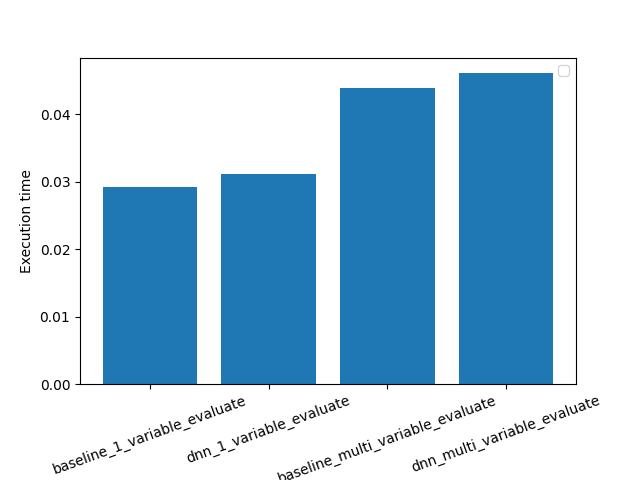 Execution time
0.04
0.03
0.02
0.01
0.00
baseline_1_variable_evaluate
dnn_1_variable_evaluate
baseline_multi_variable_evaluate
dnn_multi_variable_evaluate